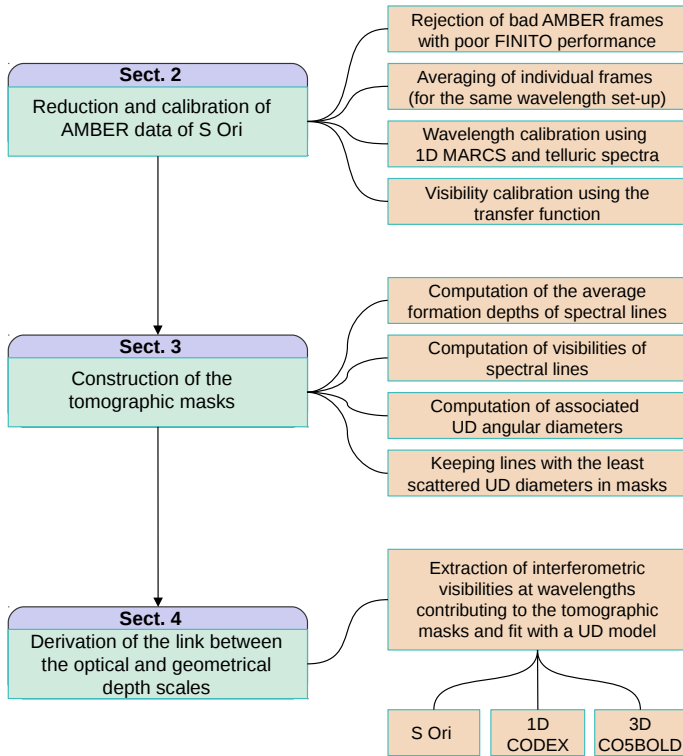 Sect. 2
Reduction and calibration of
AMBER data of S Ori
Rejection of bad AMBER frames
with poor FINITO performance
Averaging of individual frames
(for the same wavelength set-up)
Wavelength calibration using
1D MARCS and telluric spectra
Visibility calibration using the
transfer function
Sect. 3
Construction of the
tomographic masks
Computation of the average
formation depths of spectral lines
Computation of visibilities of
spectral lines
Computation of associated
UD angular diameters
Keeping lines with the least
scattered UD diameters in masks
Sect. 4
Derivation of the link between
the optical and geometrical
depth scales
Extraction of interferometric
visibilities at wavelengths
contributing to the tomographic
masks and fit with a UD model
S Ori
1D
CODEX
3D
CO5BOLD